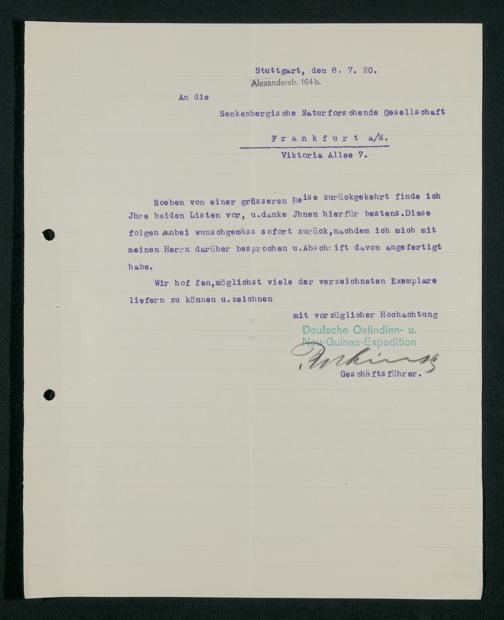 Stuttgart, den 8. 7. 20.
Alexanderstr. 164b.
An die
Senkenbergische Naturforschende Gesellschaft
Frankfurt a/M.
Viktoria Allee 7.
Soeben von einer grösseren Reise zurückgekehrt finde ich
Jhre beiden Listen vor, u.danke Jhnen hierfür bestens.Diese
folgen anbei wunschgemäss sofort zurück,nachdem ich mich mit
meinen Herrn darüber besprochen u.Abschrift davon angefertigt
habe.
Wir hof fen,möglichst viele der verzeichneten Exemplare
liefern zu können u.zeichnen
mit vorzüglicher Hochachtung
Deutsche Ostindien- u.
Neu-Guinea-Expedition
Geschäftsführer.